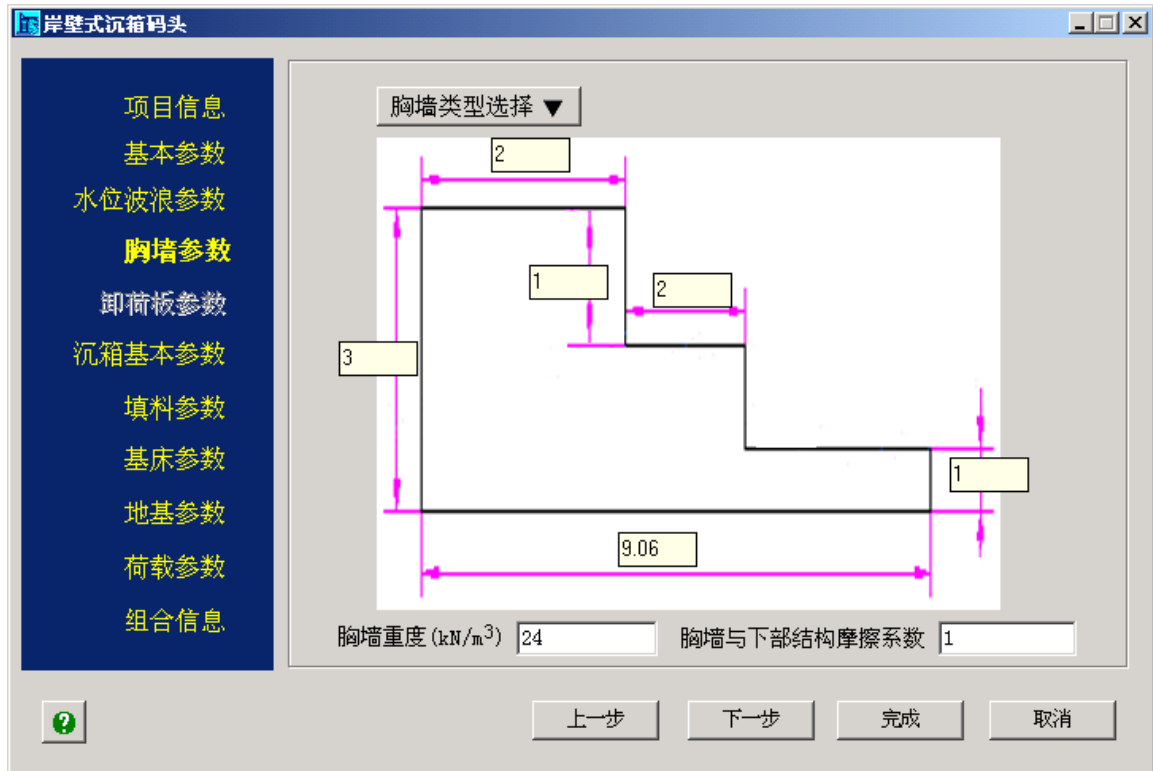 岸壁式沉箱码头
项目信息
基本参数
水位波浪参数
胸墙参数
卸荷板参数
沉箱基本参数
填料参数
基床参数
地基参数
荷载参数
组合信息
胸墙类型选择 ▼
2
1
2
3
1
9.06
胸墙重度(kN/m³) 24
胸墙与下部结构摩擦系数 1
? 上一步 下一步 完成 取消